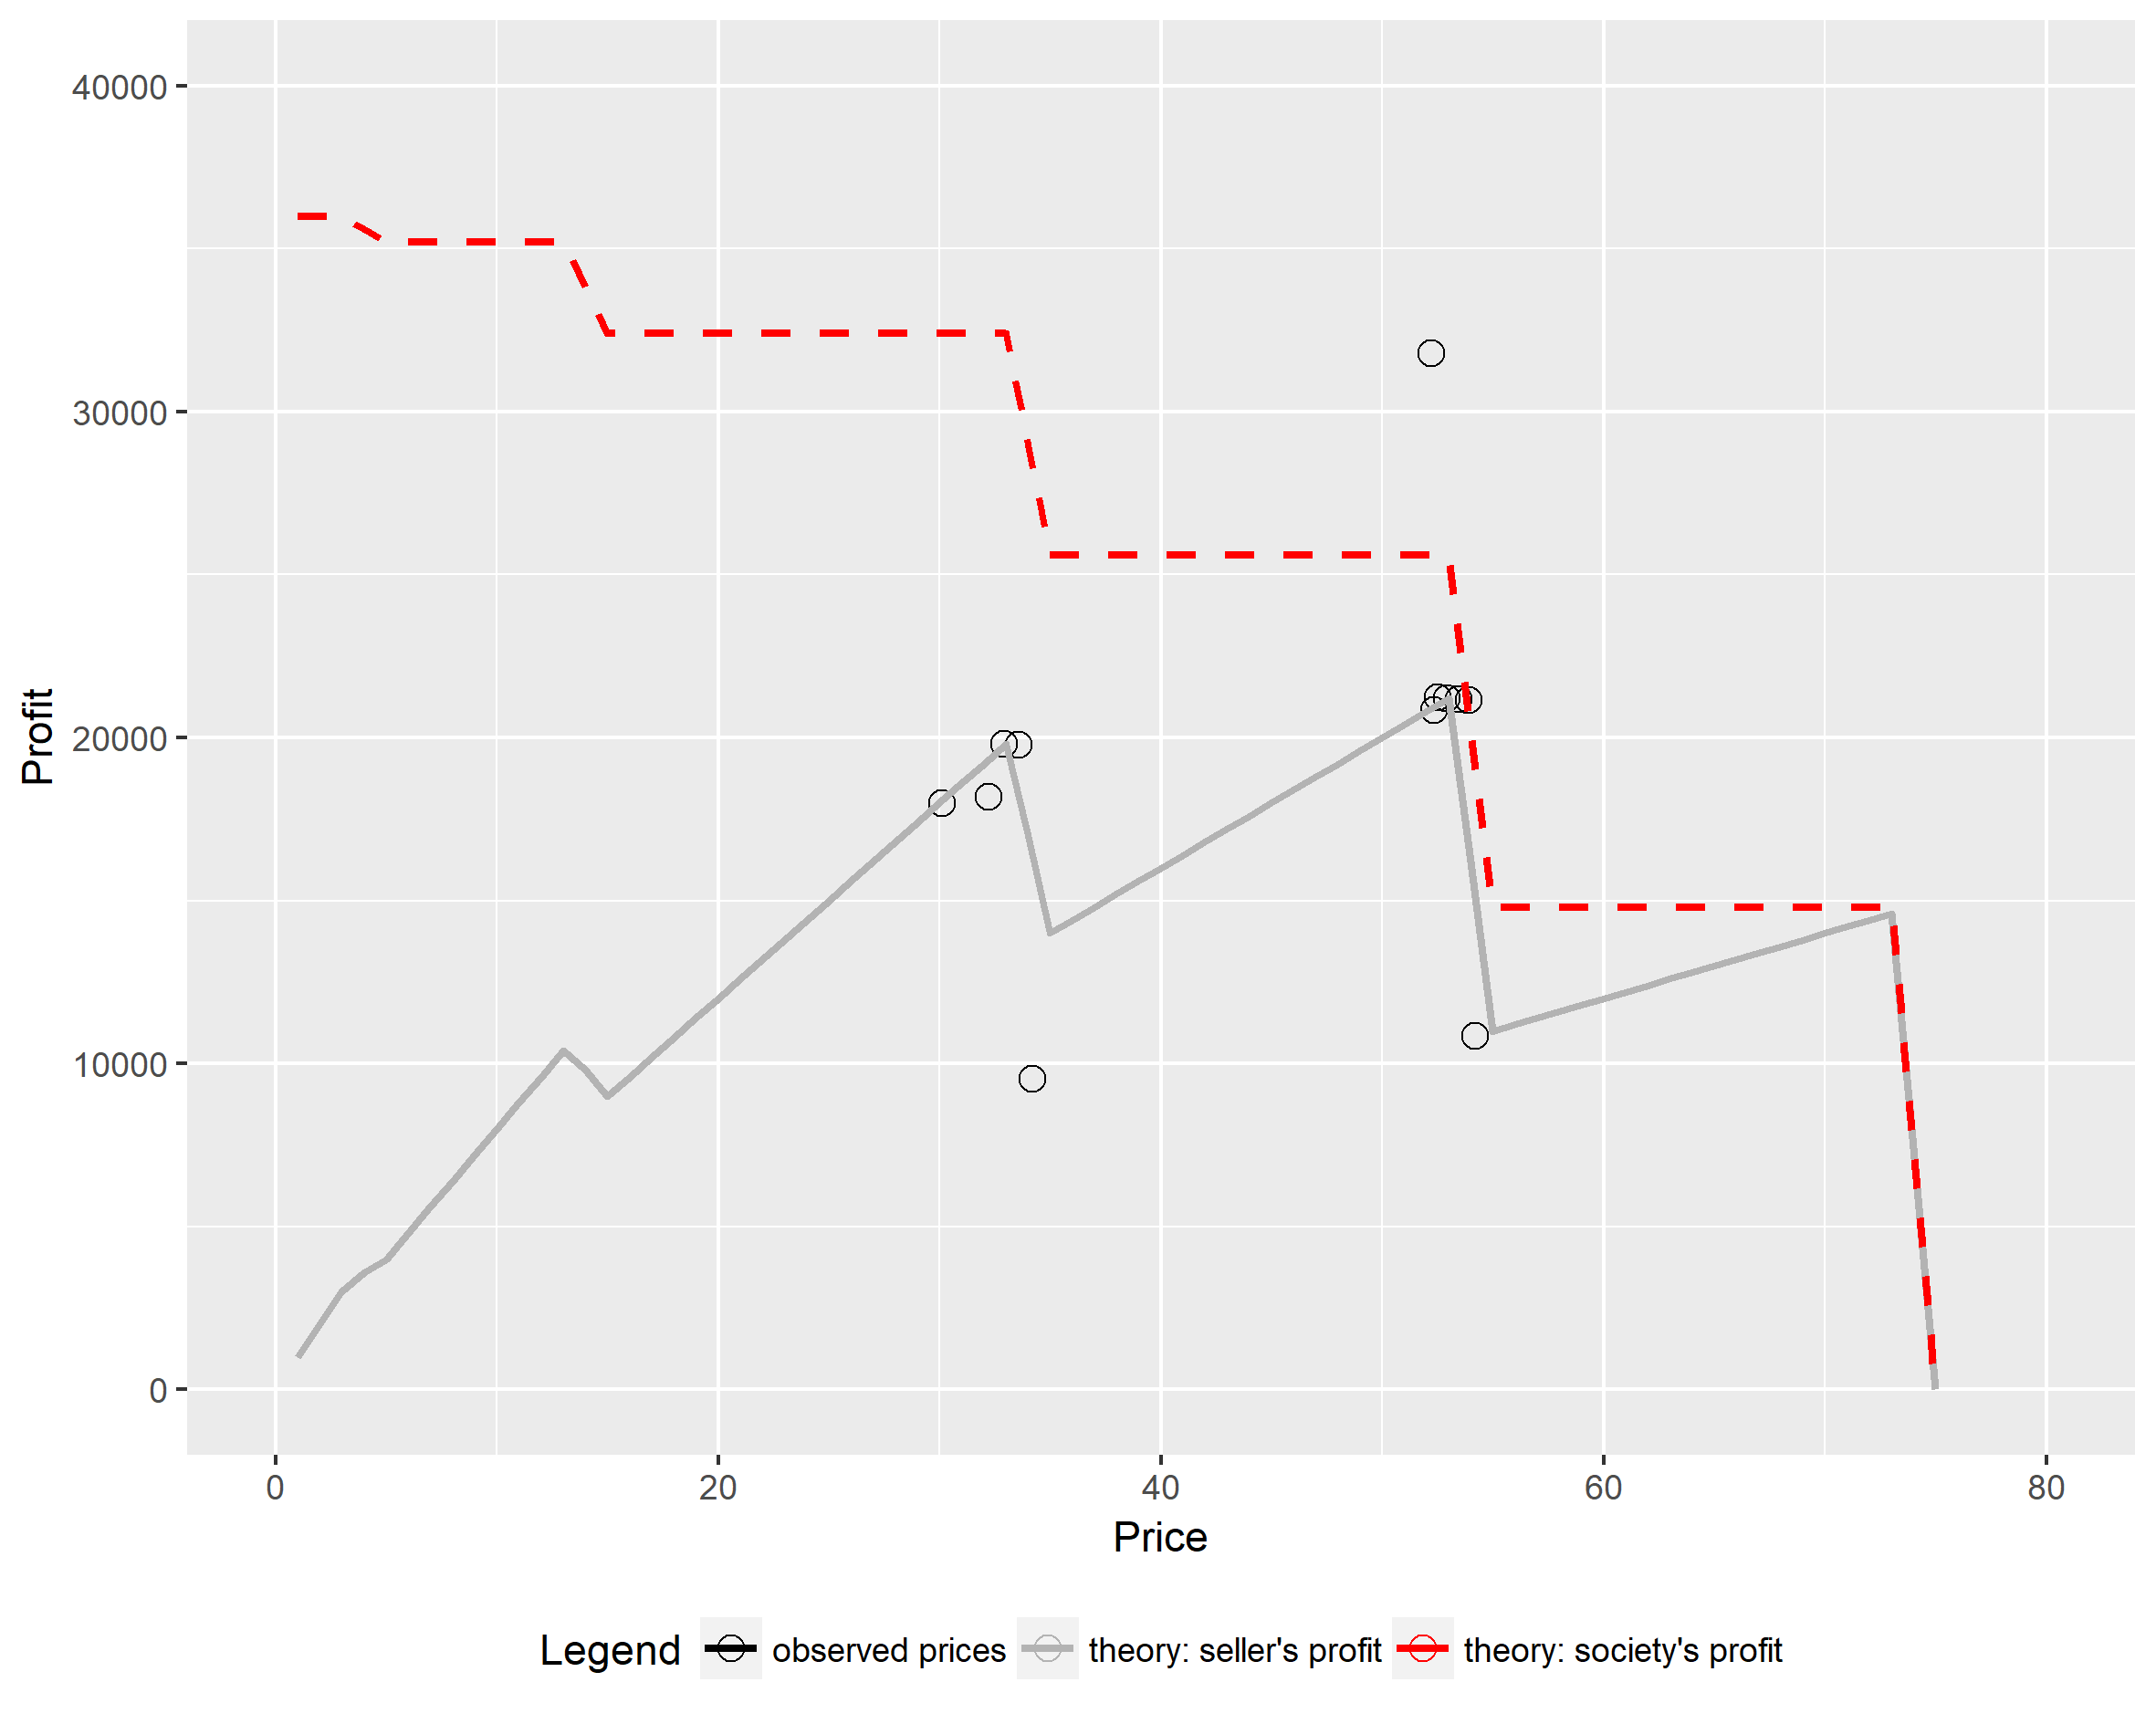 40000
30000
20000
10000
0
Profit
0 20 40 60 80
Price
Legend observed prices theory: seller's profit theory: society's profit